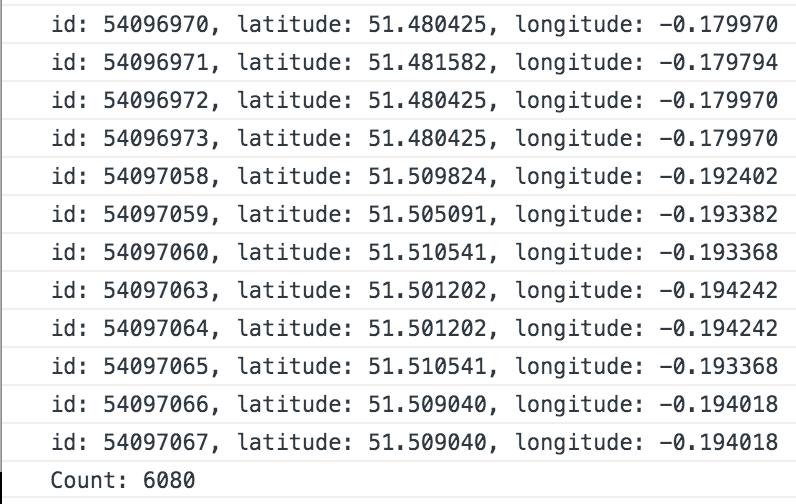 id: 54096970, latitude: 51.480425, longitude: -0.179970
id: 54096971, latitude: 51.481582, longitude: -0.179794
id: 54096972, latitude: 51.480425, longitude: -0.179970
id: 54096973, latitude: 51.480425, longitude: -0.179970
id: 54097058, latitude: 51.509824, longitude: -0.192402
id: 54097059, latitude: 51.505091, longitude: -0.193382
id: 54097060, latitude: 51.510541, longitude: -0.193368
id: 54097063, latitude: 51.501202, longitude: -0.194242
id: 54097064, latitude: 51.501202, longitude: -0.194242
id: 54097065, latitude: 51.510541, longitude: -0.193368
id: 54097066, latitude: 51.509040, longitude: -0.194018
id: 54097067, latitude: 51.509040, longitude: -0.194018
Count: 6080